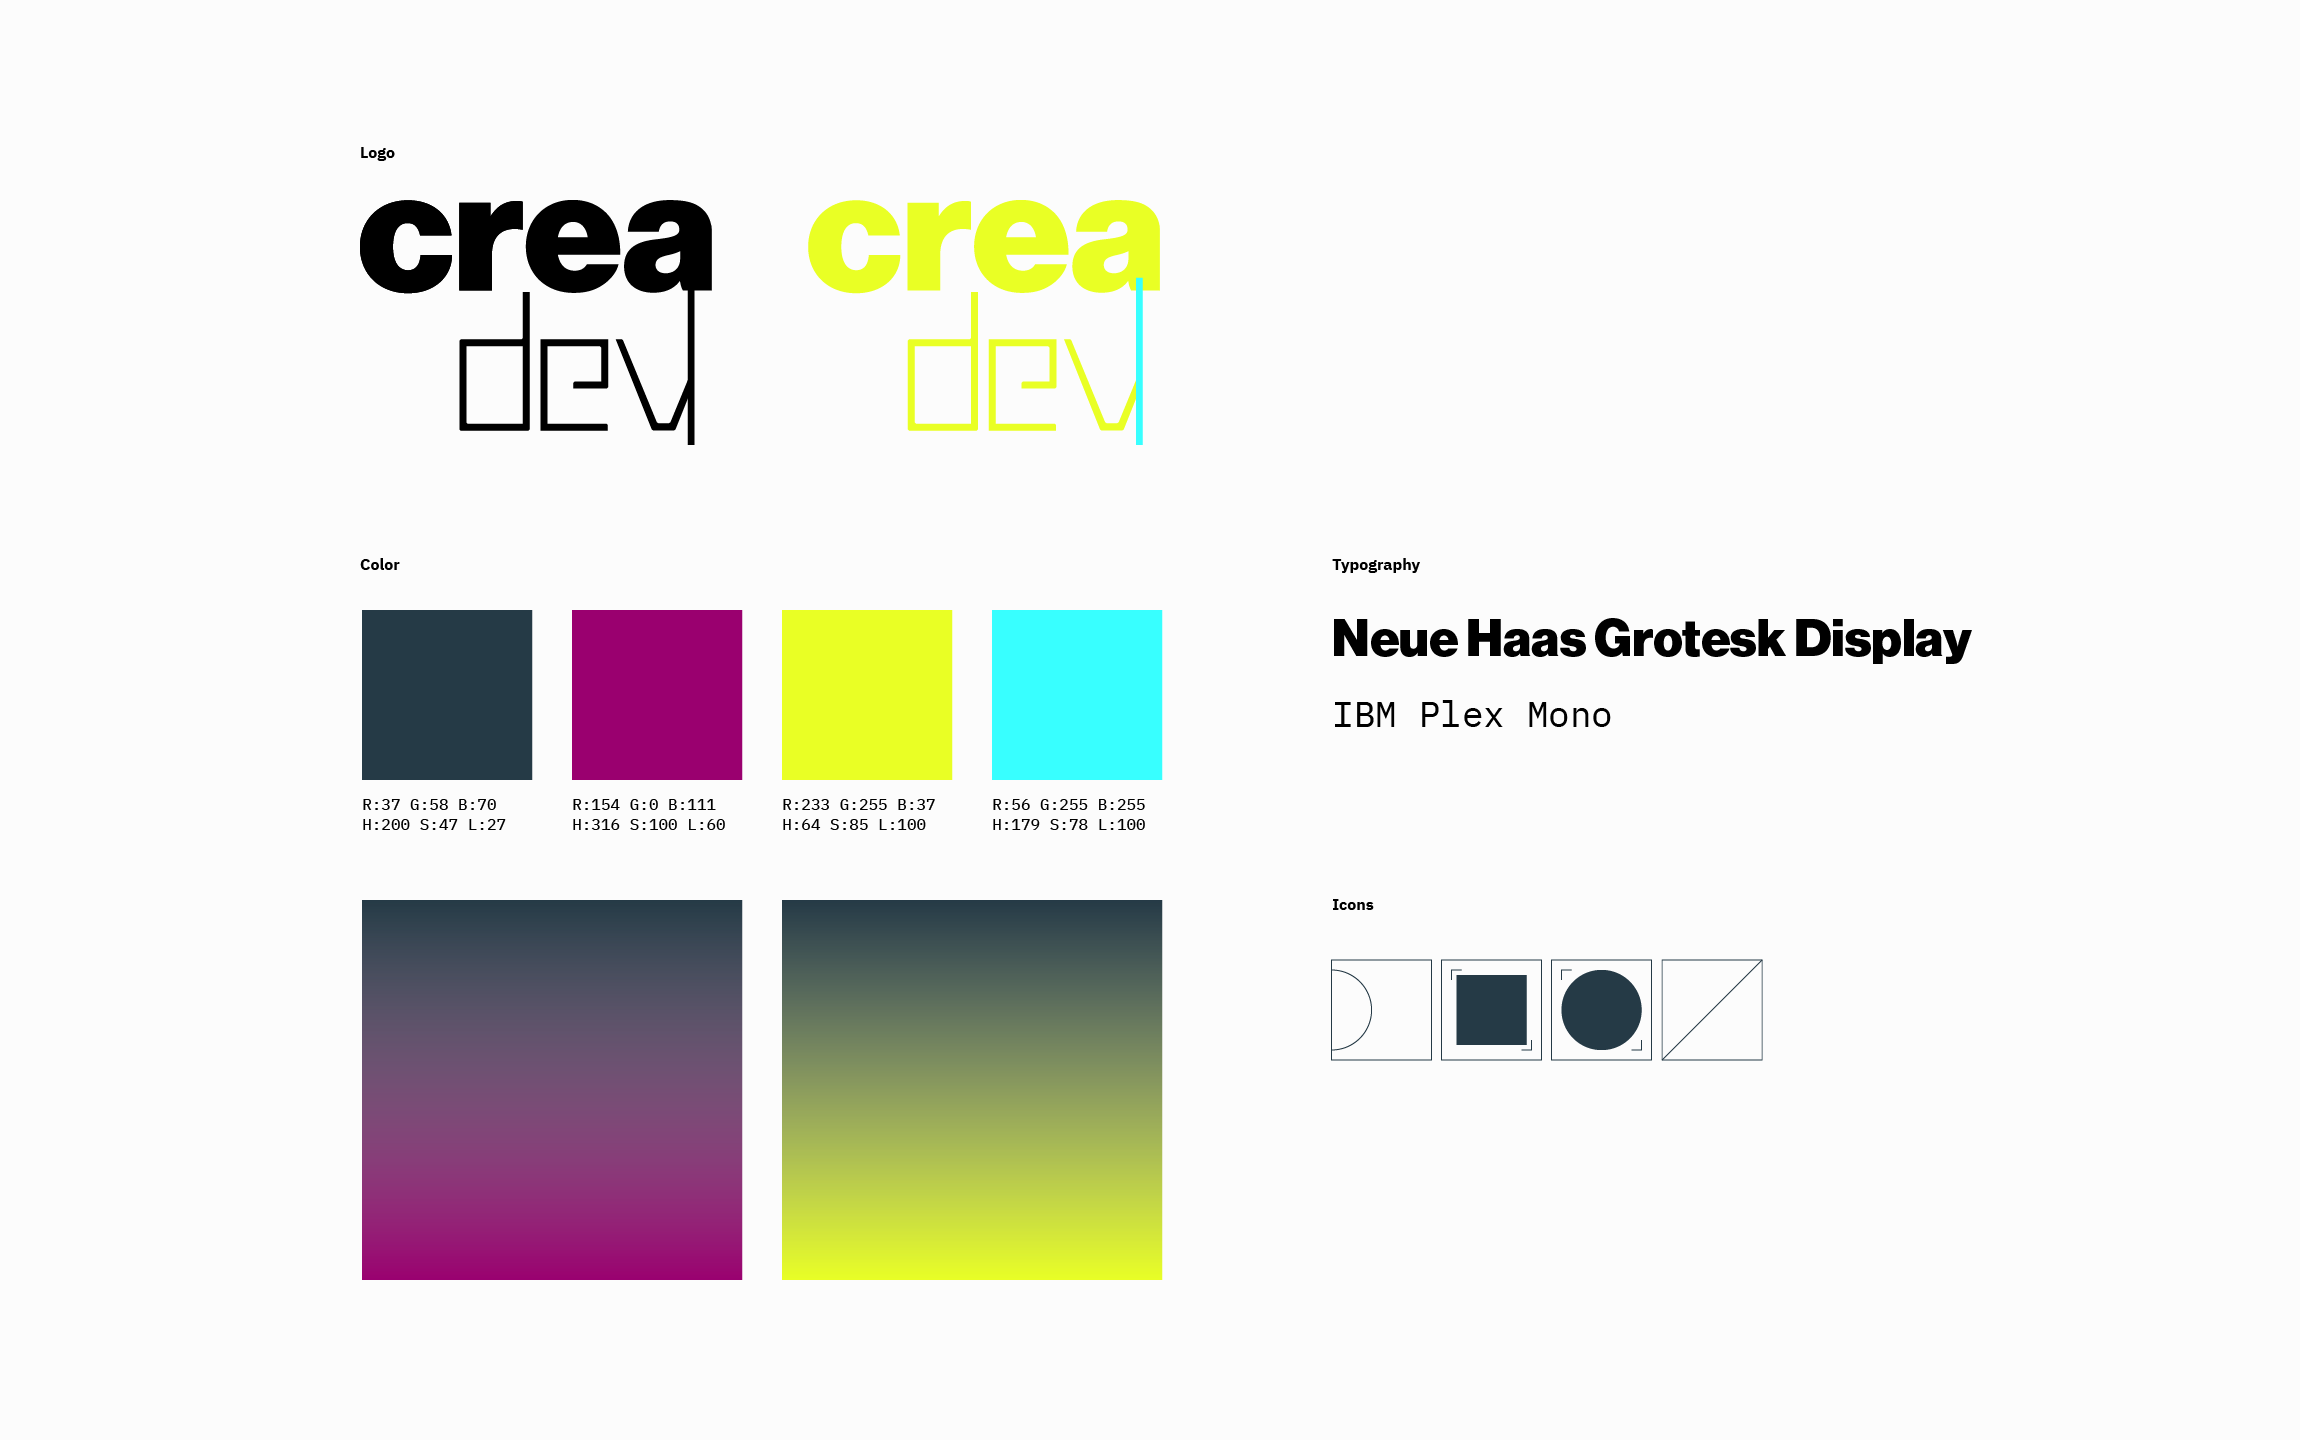 Logo
crea
dev
crea
dev
Color
R:37 G:58 B:70
H:200 S:47 L:27
R:154 G:0 B:111
H:316 S:100 L:60
R:233 G:255 B:37
H:64 S:85 L:100
R:56 G:255 B:255
H:179 S:78 L:100
Typography
Neue Haas Grotesk Display
IBM Plex Mono
Icons